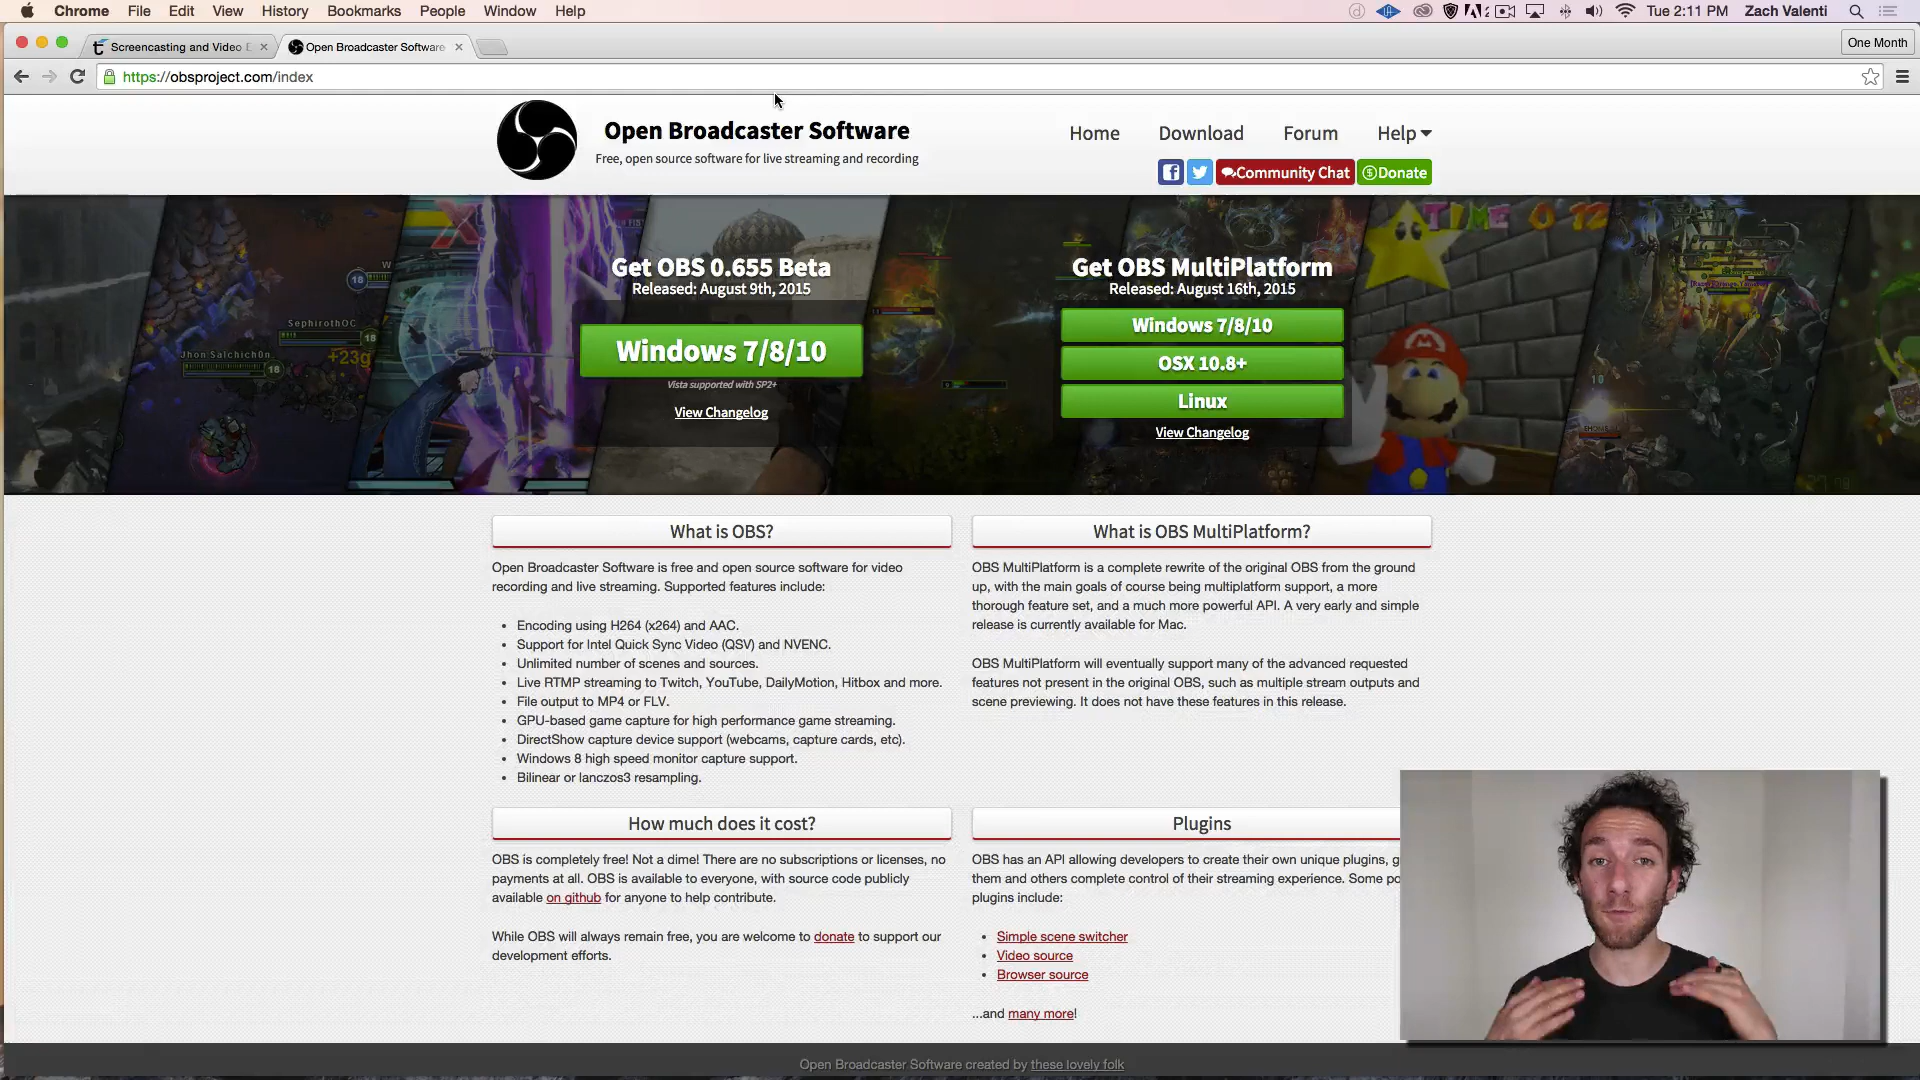 Chrome File Edit View History Bookmarks People Window Help
2 Tue 2:11 PM Zach Valenti
Screencasting and Video E
Open Broadcaster Software
One Month
https://obsproject.com/index
Open Broadcaster Software
Free, open source software for live streaming and recording
Home Download Forum Help
Community Chat
Donate
Get OBS 0.655 Beta
Released: August 9th, 2015
Windows 7/8/10
Vista supported with SP2+
View Changelog
Get OBS MultiPlatform
Released: August 16th, 2015
Windows 7/8/10
OSX 10.8+
Linux
View Changelog
SephirothOC
18
18
Jhon Salchich0n
+23g
18
TIME 0 12
10
What is OBS?
Open Broadcaster Software is free and open source software for video
recording and live streaming. Supported features include:
Encoding using H264 (x264) and AAC.
Support for Intel Quick Sync Video (QSV) and NVENC.
Unlimited number of scenes and sources.
Live RTMP streaming to Twitch, YouTube, DailyMotion, Hitbox and more.
File output to MP4 or FLV.
GPU-based game capture for high performance game streaming.
DirectShow capture device support (webcams, capture cards, etc).
Windows 8 high speed monitor capture support.
Bilinear or lanczos3 resampling.
What is OBS MultiPlatform?
OBS MultiPlatform is a complete rewrite of the original OBS from the ground
up, with the main goals of course being multiplatform support, a more
thorough feature set, and a much more powerful API. A very early and simple
release is currently available for Mac.
OBS MultiPlatform will eventually support many of the advanced requested
features not present in the original OBS, such as multiple stream outputs and
scene previewing. It does not have these features in this release.
How much does it cost?
OBS is completely free! Not a dime! There are no subscriptions or licenses, no
payments at all. OBS is available to everyone, with source code publicly
available on github for anyone to help contribute.
While OBS will always remain free, you are welcome to donate to support our
development efforts.
Plugins
OBS has an API allowing developers to create their own unique plugins, g
them and others complete control of their streaming experience. Some po
plugins include:
Simple scene switcher
Video source
Browser source
...and many more!
Open Broadcaster Software created by these lovely folk